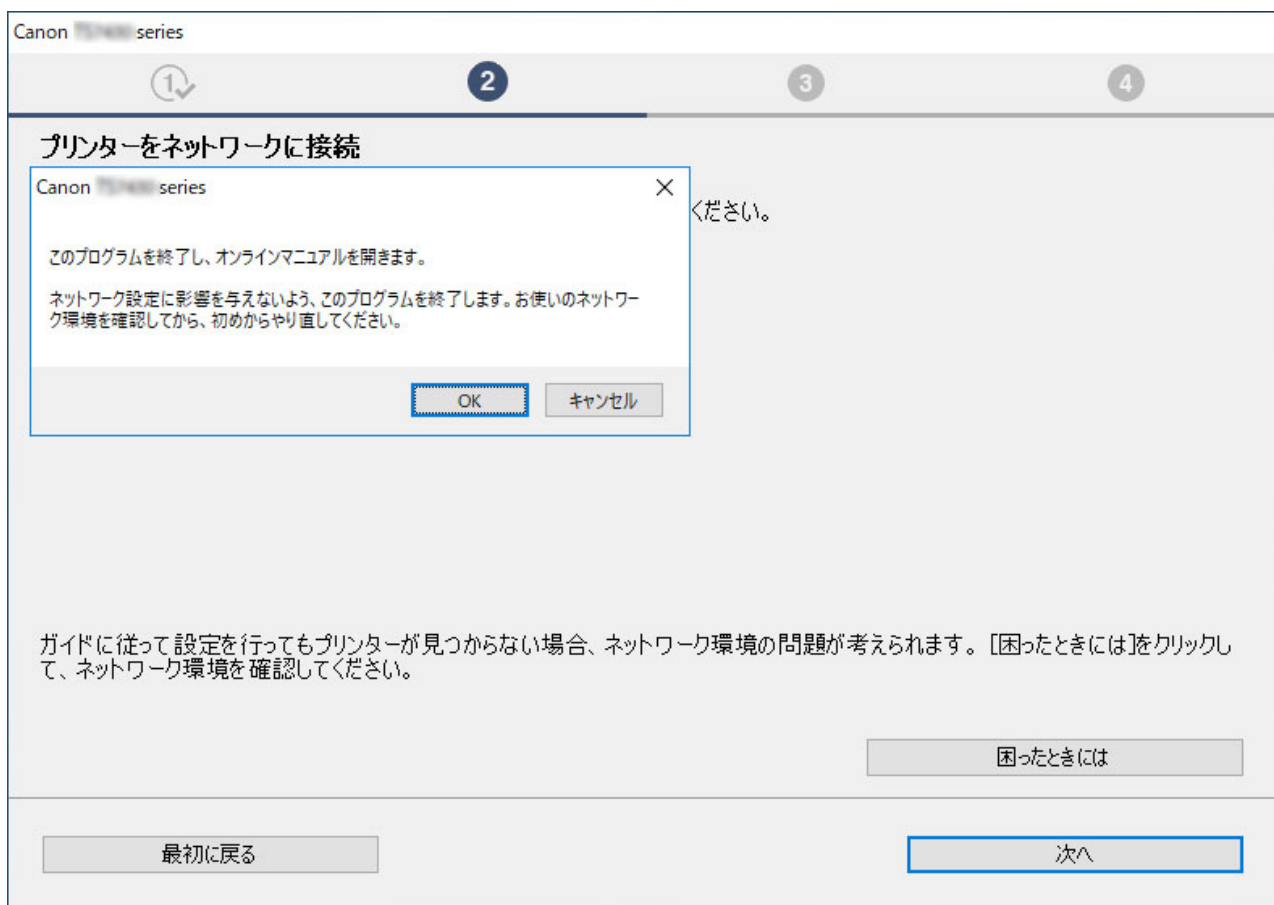 Canon series
1
2
3
4
プリンターをネットワークに接続
Canon series
ください。
このプログラムを終了し、オンラインマニュアルを開きます。
ネットワーク設定に影響を与えないよう、このプログラムを終了します。お使いのネットワー
ク環境を確認してから、初めからやり直してください。
OK
キャンセル
ガイドに従って設定を行ってもプリンターが見つからない場合、ネットワーク環境の問題が考えられます。[困ったときには]をクリックし
て、ネットワーク環境を確認してください。
困ったときには
最初に戻る
次へ